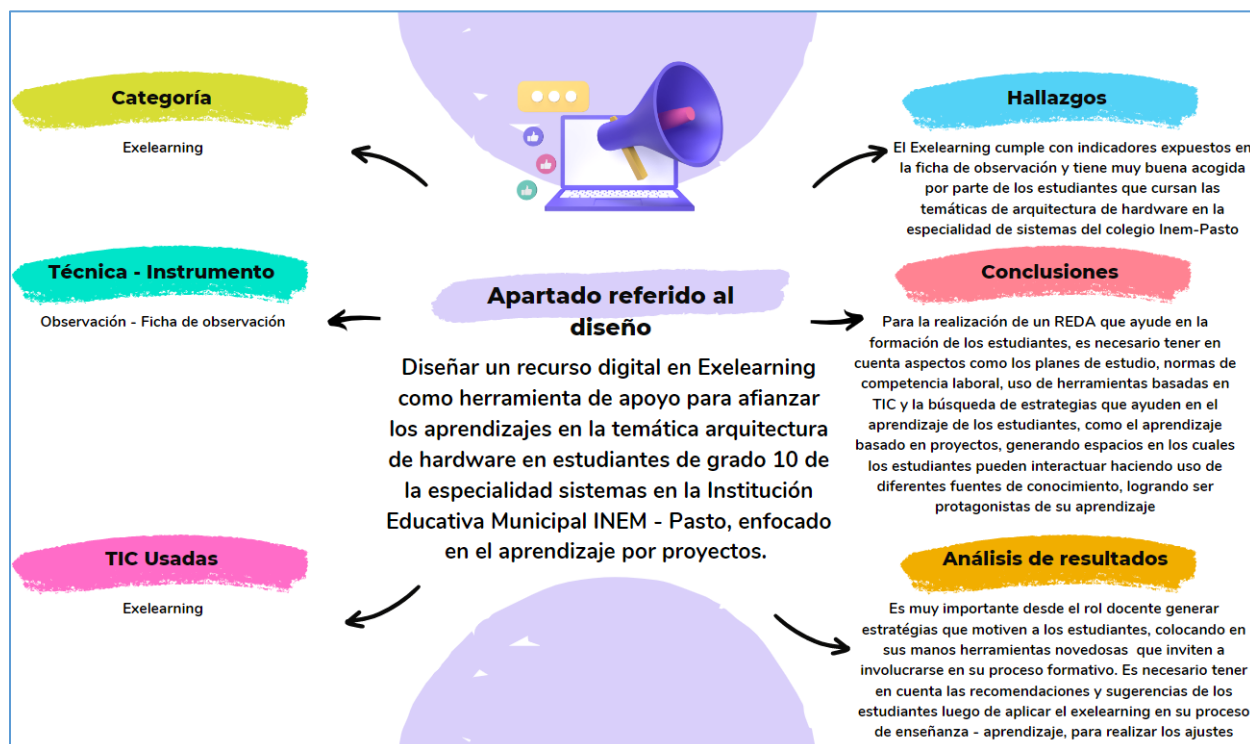 Categoría
Exelearning
Técnica - Instrumento
Observación - Ficha de observación
TIC Usadas
Exelearning
Apartado referido al
diseño
Diseñar un recurso digital en Exelearning
como herramienta de apoyo para afianzar
los aprendizajes en la temática arquitectura
de hardware en estudiantes de grado 10 de
la especialidad sistemas en la Institución
Educativa Municipal INEM - Pasto, enfocado
en el aprendizaje por proyectos.
Hallazgos
El Exelearning cumple con indicadores expuestos en
la ficha de observación y tiene muy buena acogida
por parte de los estudiantes que cursan las
temáticas de arquitectura de hardware en la
especialidad de sistemas del colegio Inem-Pasto
Conclusiones
Para la realización de un REDA que ayude en la
formación de los estudiantes, es necesario tener en
cuenta aspectos como los planes de estudio, normas de
competencia laboral, uso de herramientas basadas en
TIC y la búsqueda de estrategias que ayuden en el
aprendizaje de los estudiantes, como el aprendizaje
basado en proyectos, generando espacios en los cuales
los estudiantes pueden interactuar haciendo uso de
diferentes fuentes de conocimiento, logrando ser
protagonistas de su aprendizaje
Análisis de resultados
Es muy importante desde el rol docente generar
estratégias que motiven a los estudiantes, colocando en
sus manos herramientas novedosas que inviten a
involucrarse en su proceso formativo. Es necesario tener
en cuenta las recomendaciones y sugerencias de los
estudiantes luego de aplicar el exelearning en su proceso
de enseñanza - aprendizaje, para realizar los ajustes